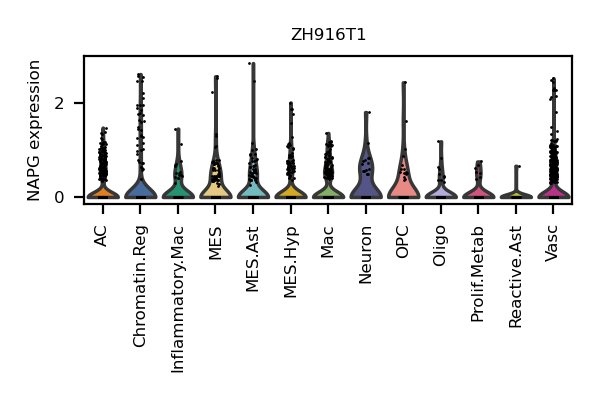 ZH916T1
NAPG expression
2
0
AC
Chromatin.Reg
Inflammatory.Mac
MES
MES.Ast
MES.Hyp
Mac
Neuron
OPC
Oligo
Prolif.Metab
Reactive.Ast
Vasc